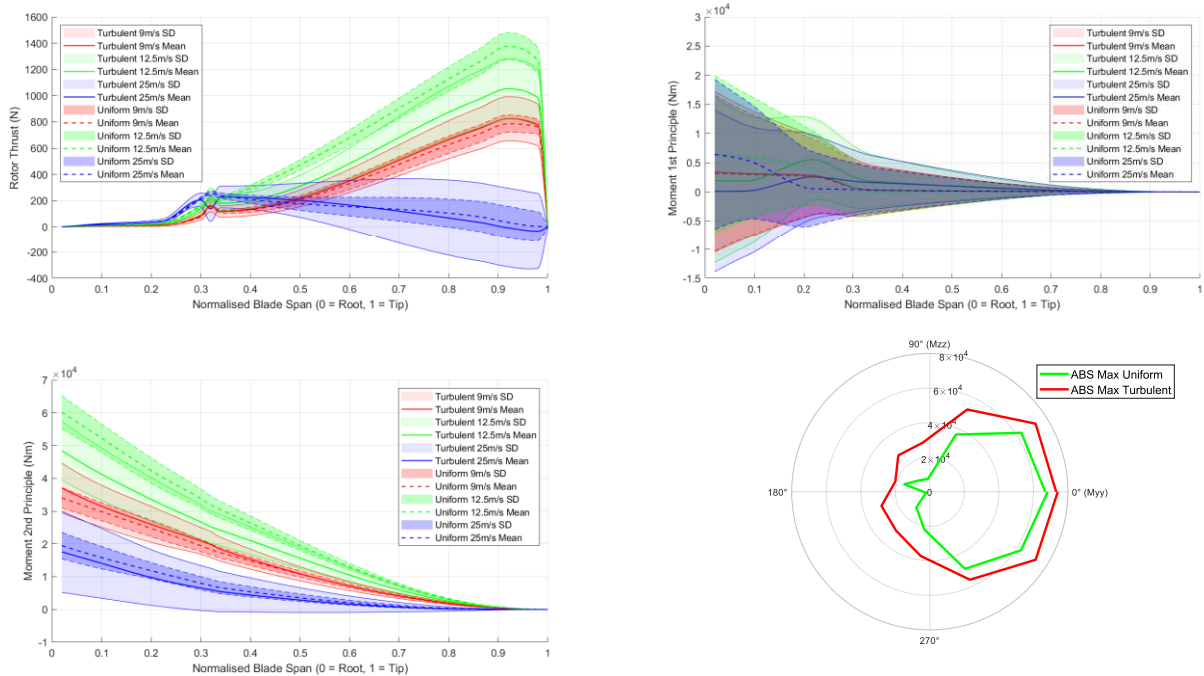 1600
1400
1200
1000
800
600
400
200
0
-200
-400
Rotor Thrust (N)
Turbulent 9m/s SD
Turbulent 9m/s Mean
Turbulent 12.5m/s SD
Turbulent 12.5m/s Mean
Turbulent 25m/s SD
Turbulent 25m/s Mean
Uniform 9m/s SD
Uniform 9m/s Mean
Uniform 12.5m/s SD
Uniform 12.5m/s Mean
Uniform 25m/s SD
Uniform 25m/s Mean
0 0.1 0.2 0.3 0.4 0.5 0.6 0.7 0.8 0.9 1
Normalised Blade Span (0 = Root, 1 = Tip)
×10⁴
3
2.5
2
1.5
1
0.5
0
-0.5
-1
-1.5
Moment 1st Principle (Nm)
Turbulent 9m/s SD
Turbulent 9m/s Mean
Turbulent 12.5m/s SD
Turbulent 12.5m/s Mean
Turbulent 25m/s SD
Turbulent 25m/s Mean
Uniform 9m/s SD
Uniform 9m/s Mean
Uniform 12.5m/s SD
Uniform 12.5m/s Mean
Uniform 25m/s SD
Uniform 25m/s Mean
0 0.1 0.2 0.3 0.4 0.5 0.6 0.7 0.8 0.9 1
Normalised Blade Span (0 = Root, 1 = Tip)
×10⁴
7
6
5
4
3
2
1
0
-1
Moment 2nd Principle (Nm)
Turbulent 9m/s SD
Turbulent 9m/s Mean
Turbulent 12.5m/s SD
Turbulent 12.5m/s Mean
Turbulent 25m/s SD
Turbulent 25m/s Mean
Uniform 9m/s SD
Uniform 9m/s Mean
Uniform 12.5m/s SD
Uniform 12.5m/s Mean
Uniform 25m/s SD
Uniform 25m/s Mean
0 0.1 0.2 0.3 0.4 0.5 0.6 0.7 0.8 0.9 1
Normalised Blade Span (0 = Root, 1 = Tip)
90° (Mzz)
8×10⁴
6×10⁴
4×10⁴
2×10⁴
0
ABS Max Uniform
ABS Max Turbulent
180°
0° (Myy)
270°